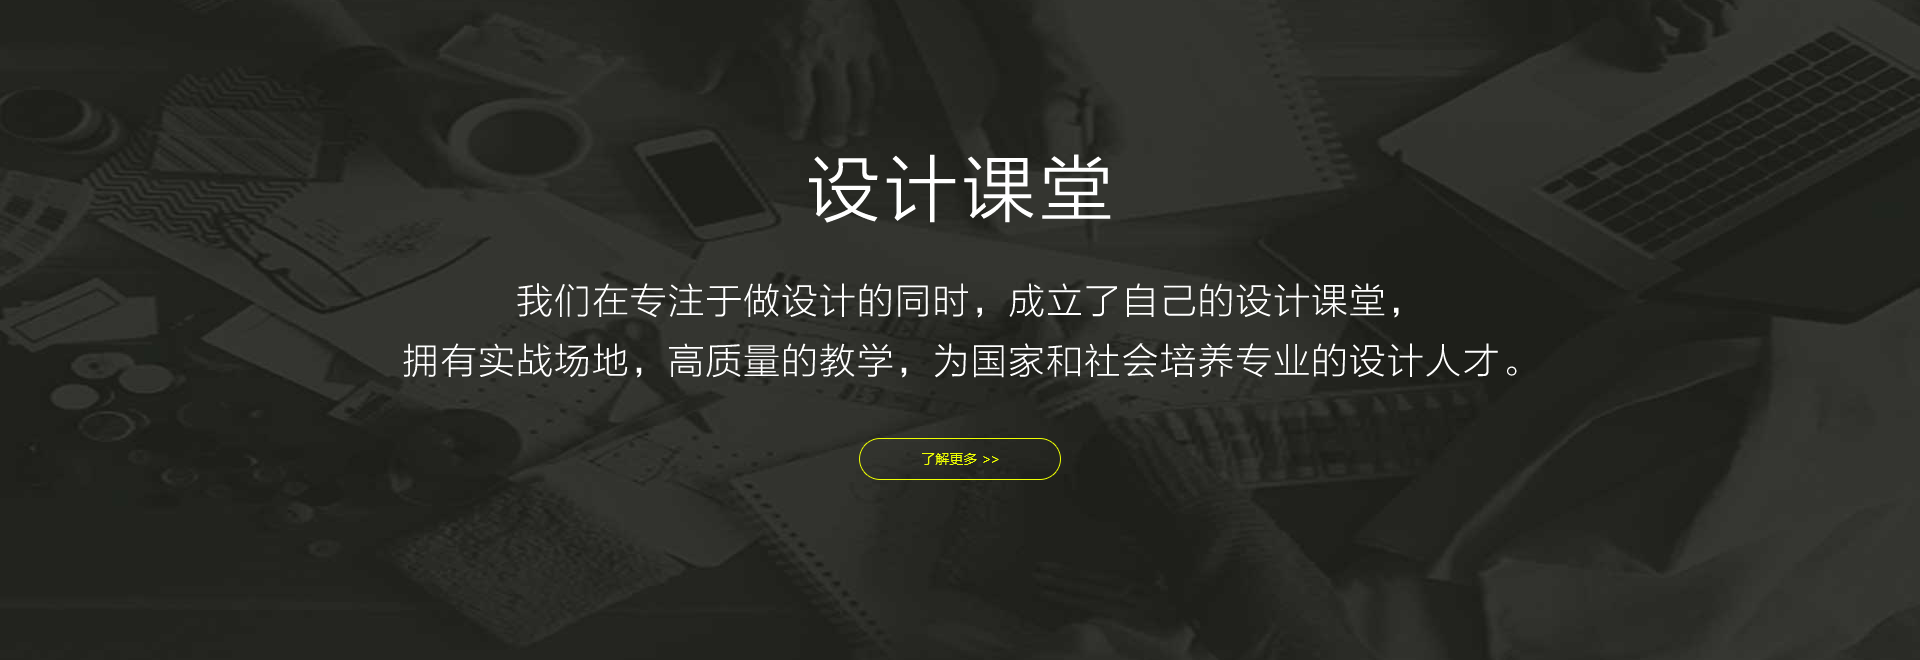 设计课堂
我们在专注于做设计的同时，成立了自己的设计课堂，
拥有实战场地，高质量的教学，为国家和社会培养专业的设计人才。
了解更多 >>